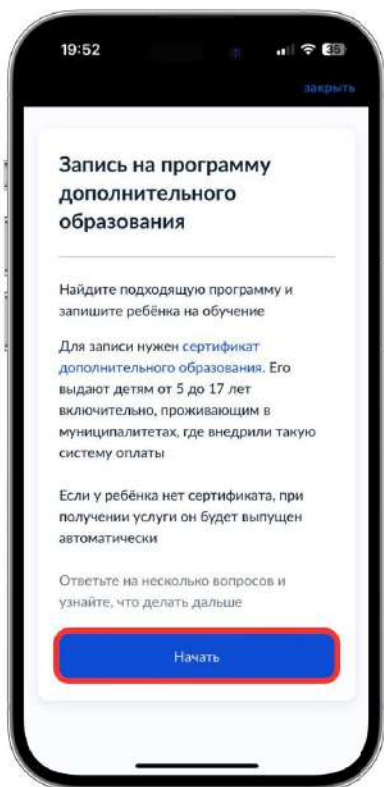 19:52
35
закрыть
Запись на программу
дополнительного
образования
Найдите подходящую программу и
запишите ребёнка на обучение
Для записи нужен сертификат
дополнительного образования. Его
выдают детям от 5 до 17 лет
включительно, проживающим в
муниципалитетах, где внедрили такую
систему оплаты
Если у ребёнка нет сертификата, при
получении услуги он будет выпущен
автоматически
Ответьте на несколько вопросов и
узнайте, что делать дальше
Начать